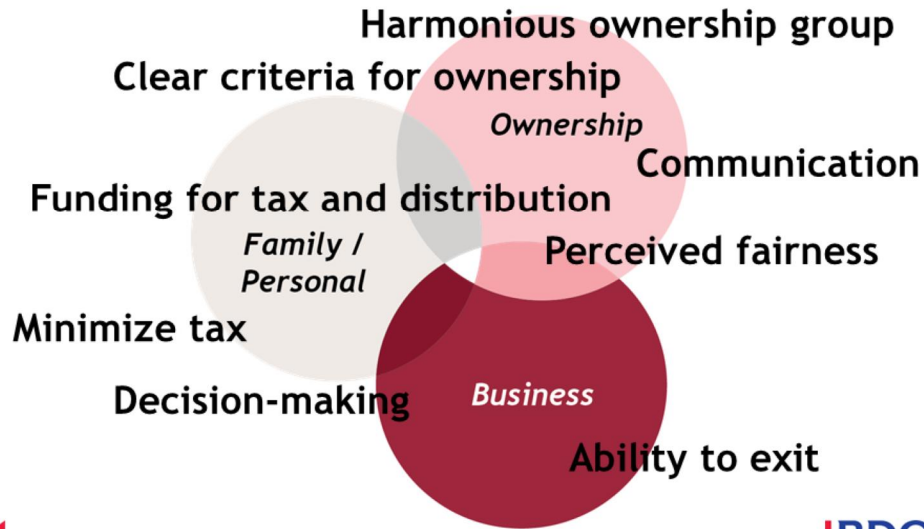 Harmonious ownership group
Clear criteria for ownership
Ownership
Communication
Funding for tax and distribution
Family /
Personal
Perceived fairness
Minimize tax
Decision-making
Business
Ability to exit